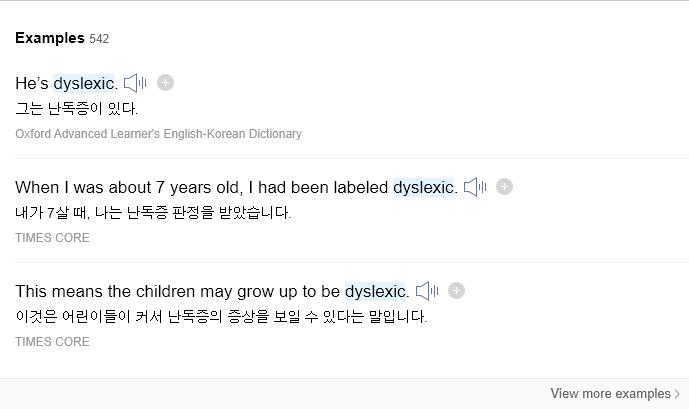 Examples 542
He's dyslexic.
그는 난독증이 있다.
Oxford Advanced Learner's English-Korean Dictionary
When I was about 7 years old, I had been labeled dyslexic.
내가 7살 때, 나는 난독증 판정을 받았습니다.
TIMES CORE
This means the children may grow up to be dyslexic.
이것은 어린이들이 커서 난독증의 증상을 보일 수 있다는 말입니다.
TIMES CORE
View more examples